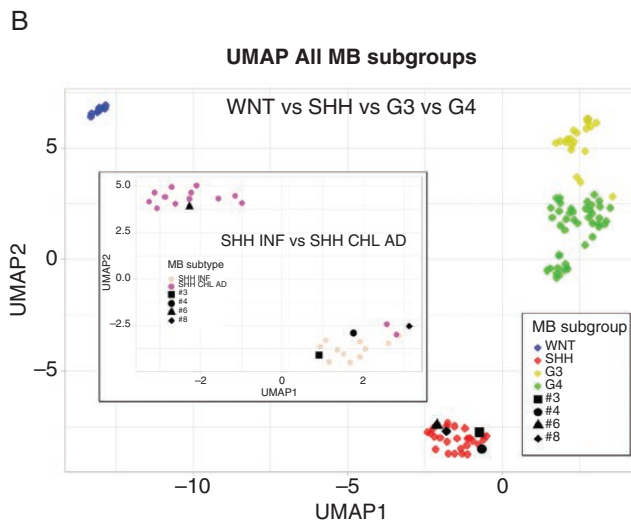 B
UMAP All MB subgroups
WNT vs SHH vs G3 vs G4
5
0
−5
UMAP2
−10
−5
0
UMAP1
5.0
2.5
0.0
−2.5
UMAP2
SHH INF vs SHH CHL AD
MB subtype
SHH INF
SHH CHL AD
#3
#4
#6
#8
−2
0
2
UMAP1
MB subgroup
WNT
SHH
G3
G4
#3
#4
#6
#8